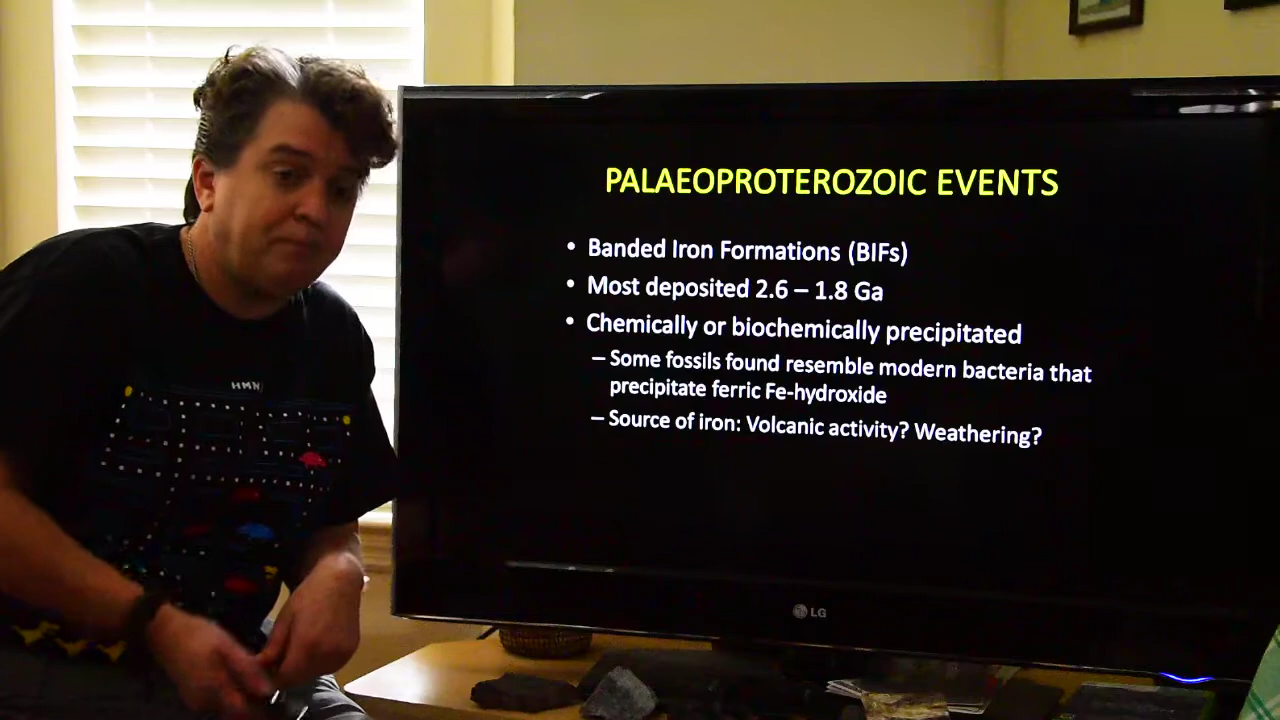 PALAEOPROTEROZOIC EVENTS
• Banded Iron Formations (BIFs)
• Most deposited 2.6 – 1.8 Ga
• Chemically or biochemically precipitated
– Some fossils found resemble modern bacteria that
precipitate ferric Fe-hydroxide
– Source of iron: Volcanic activity? Weathering?
LG